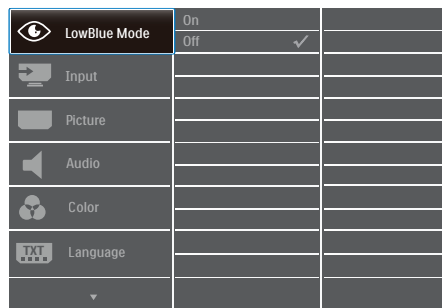 LowBlue Mode
On
Off
Input
Picture
Audio
Color
TXT
Language